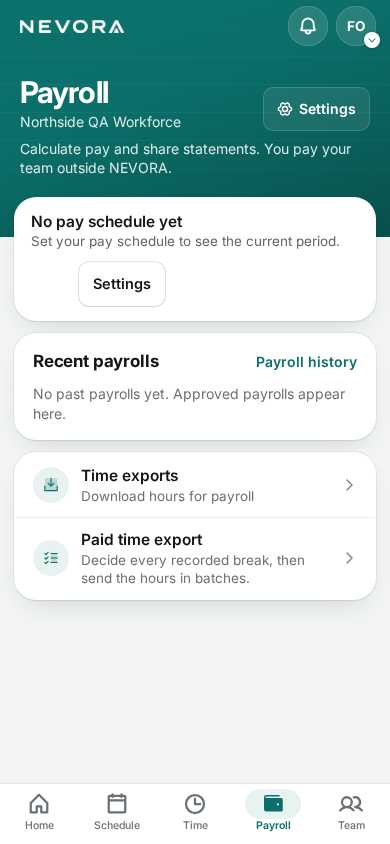 NEVORA
FO
Payroll
Northside QA Workforce
Settings
Calculate pay and share statements. You pay your
team outside NEVORA.
No pay schedule yet
Set your pay schedule to see the current period.
Settings
Recent payrolls
Payroll history
No past payrolls yet. Approved payrolls appear
here.
Time exports
Download hours for payroll
Paid time export
Decide every recorded break, then
send the hours in batches.
Home
Schedule
Time
Payroll
Team